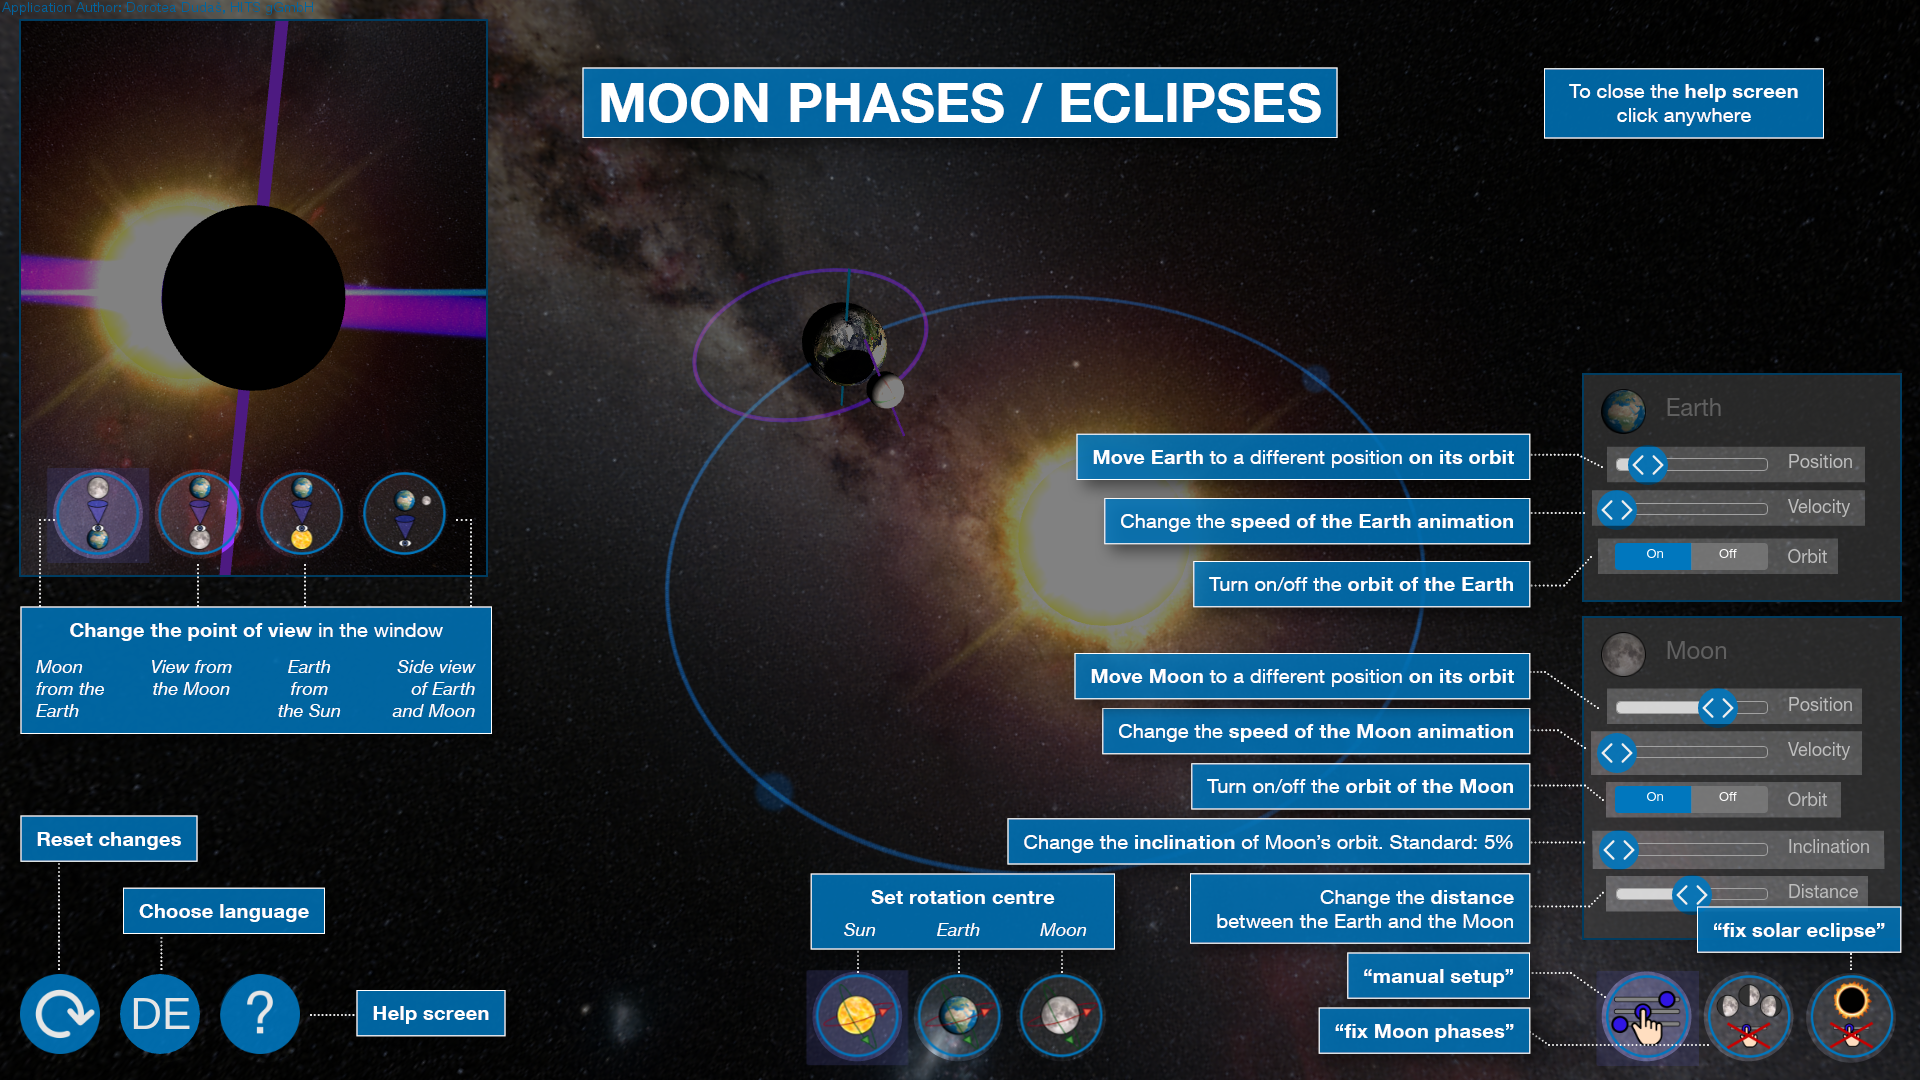 Application Author: Dorothea
MOON PHASES / ECLIPSES
To close the help screen
click anywhere
Earth
Position
Velocity
On Off Orbit
Move Earth to a different position on its orbit
Change the speed of the Earth animation
Turn on/off the orbit of the Earth
Change the point of view in the window
Moon
from the
Earth
View from
the Moon
Earth
from
the Sun
Side view
of Earth
and Moon
Moon
Position
Velocity
On Off Orbit
Inclination
Distance
Move Moon to a different position on its orbit
Change the speed of the Moon animation
Turn on/off the orbit of the Moon
Change the inclination of Moon’s orbit. Standard: 5%
Change the distance
between the Earth and the Moon
“fix solar eclipse”
“manual setup”
“fix Moon phases”
Set rotation centre
Sun Earth Moon
Reset changes
Choose language
DE ?
Help screen